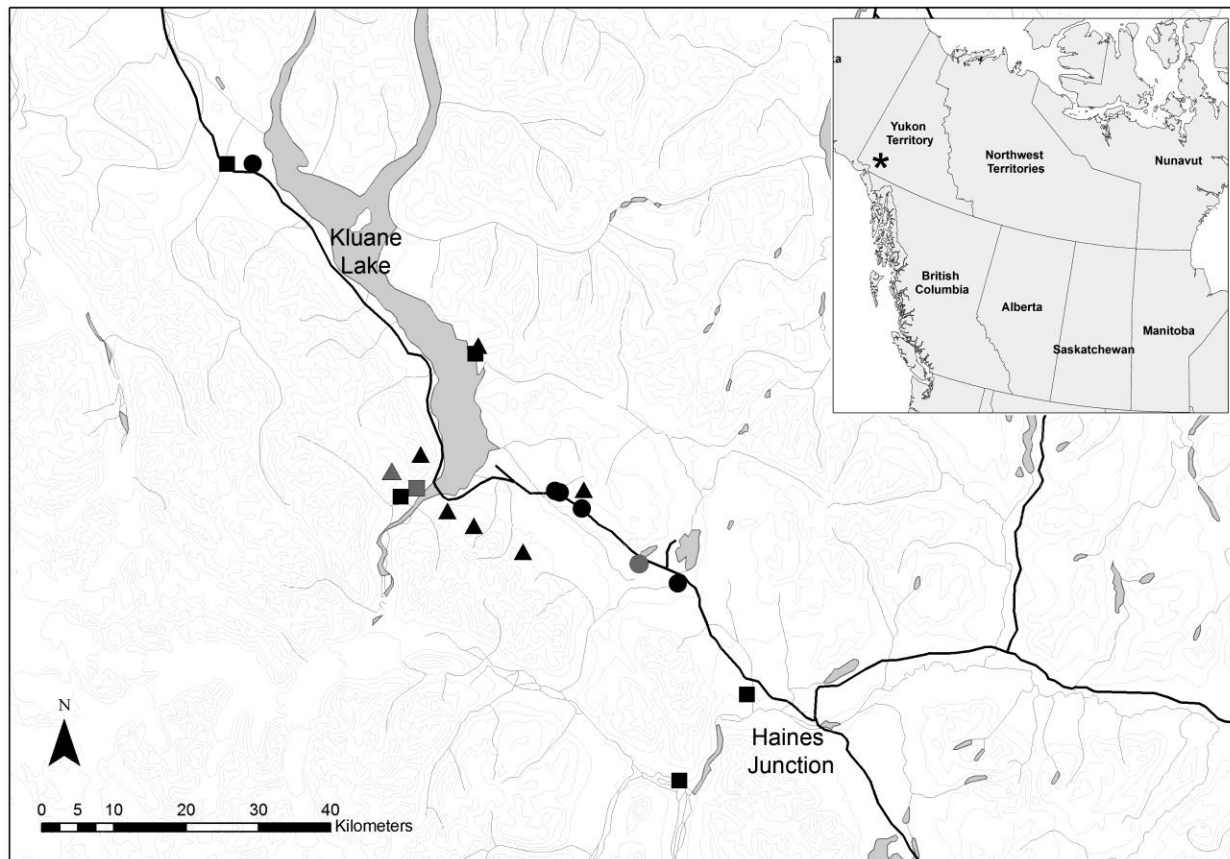 ka
Yukon
Territory
*
Northwest
Territories
Nunavut
British
Columbia
Alberta
Saskatchewan
Manitoba
Kluane
Lake
Haines
Junction
N
0 5 10 20 30 40
Kilometers